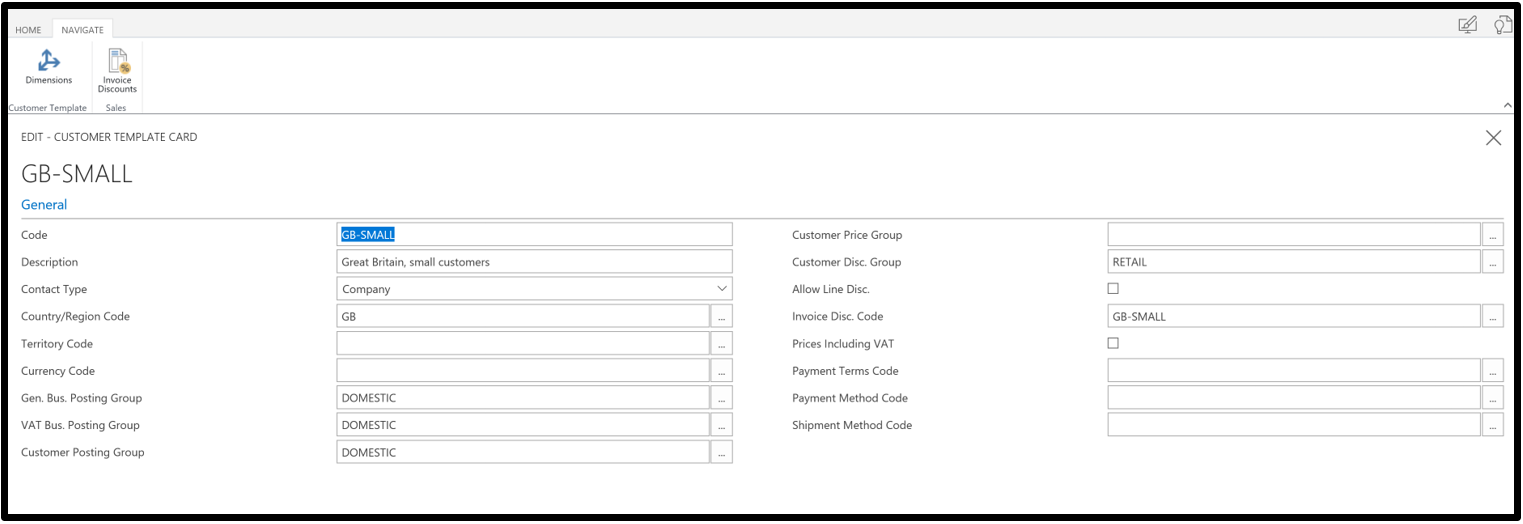 HOME NAVIGATE
Dimensions
Invoice
Discounts
Customer Template Sales
EDIT - CUSTOMER TEMPLATE CARD
GB-SMALL
General
Code GB-SMALL
Description Great Britain, small customers
Contact Type Company
Country/Region Code GB ...
Territory Code ...
Currency Code ...
Gen. Bus. Posting Group DOMESTIC ...
VAT Bus. Posting Group DOMESTIC ...
Customer Posting Group DOMESTIC ...
Customer Price Group ...
Customer Disc. Group RETAIL ...
Allow Line Disc.
Invoice Disc. Code GB-SMALL ...
Prices Including VAT
Payment Terms Code ...
Payment Method Code ...
Shipment Method Code ...